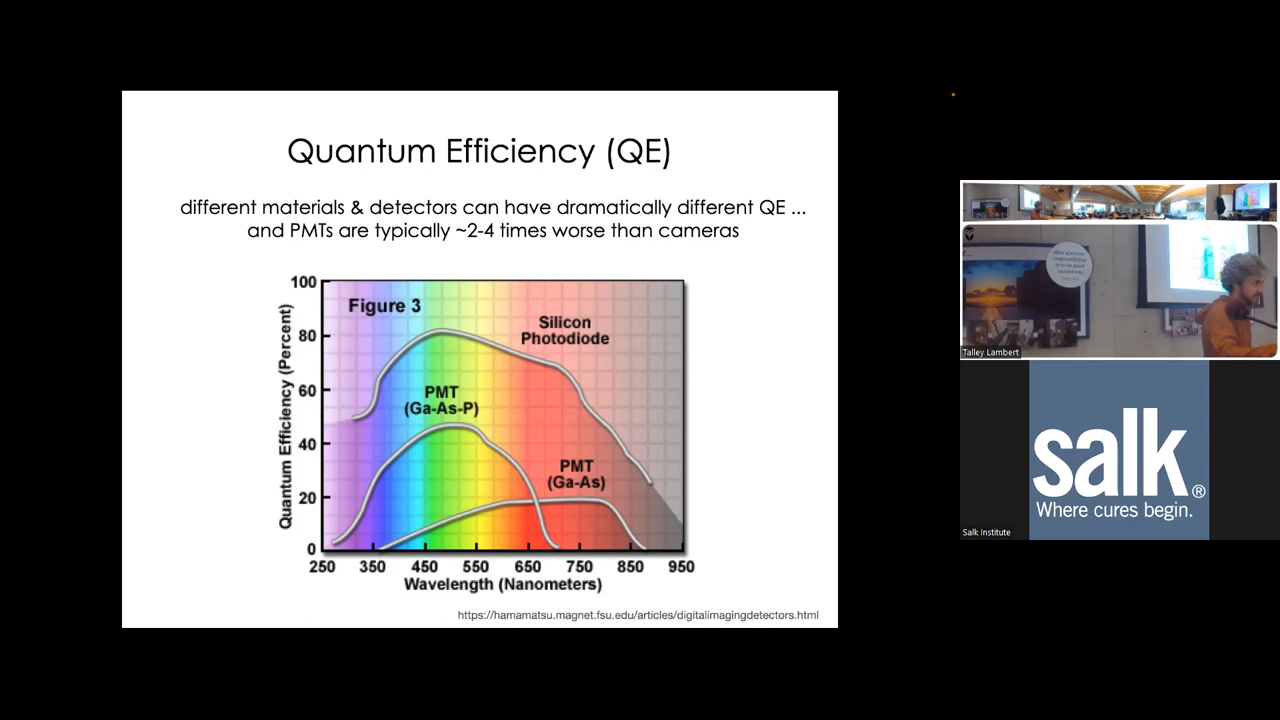 Quantum Efficiency (QE)
different materials & detectors can have dramatically different QE ...
and PMTs are typically ~2-4 times worse than cameras
Figure 3
Silicon
Photodiode
PMT
(Ga-As-P)
PMT
(Ga-As)
Quantum Efficiency (Percent)
100
80
60
40
20
0
250 350 450 550 650 750 850 950
Wavelength (Nanometers)
https://hamamatsu.magnet.fsu.edu/articles/digitalimagingdetectors.html
Talley Lambert
salk®
Where cures begin.
Salk Institute